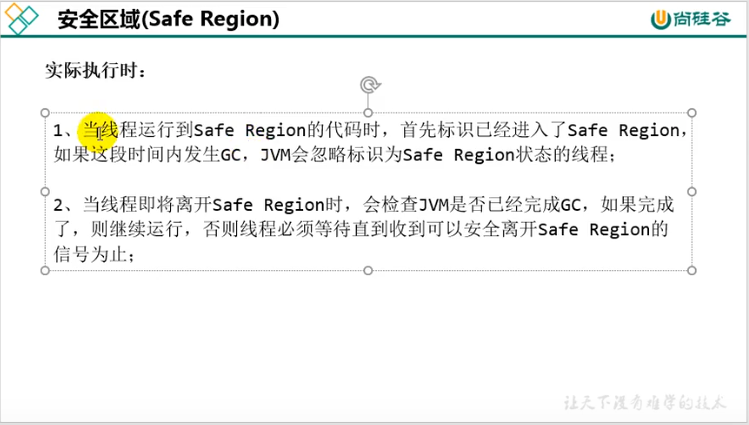 安全区域(Safe Region)
尚硅谷
实际执行时：
1、当线程运行到Safe Region的代码时，首先标识已经进入了Safe Region，
如果这段时间内发生GC，JVM会忽略标识为Safe Region状态的线程；
2、当线程即将离开Safe Region时，会检查JVM是否已经完成GC，如果完成
了，则继续运行，否则线程必须等待直到收到可以安全离开Safe Region的
信号为止；
让天下没有难学的技术